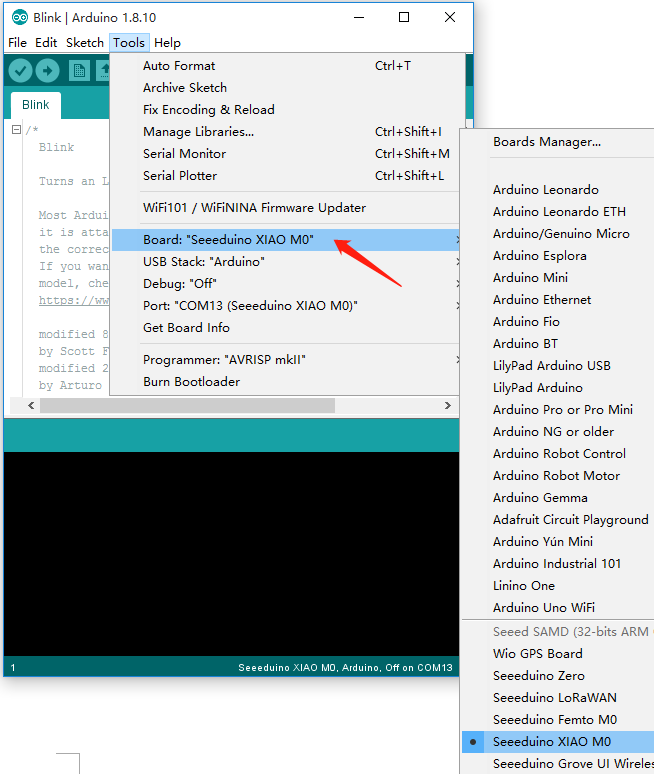 Blink | Arduino 1.8.10
File Edit Sketch Tools Help
Blink
/*
Blink
Turns an L
Most Ardui
it is atta
the correc
If you wan
model, che
https://ww
modified 8
by Scott F
modified 2
by Arturo
Auto Format Ctrl+T
Archive Sketch
Fix Encoding & Reload
Manage Libraries... Ctrl+Shift+I
Serial Monitor Ctrl+Shift+M
Serial Plotter Ctrl+Shift+L
WiFi101 / WiFiNINA Firmware Updater
Board: "Seeeduino XIAO M0"
USB Stack: "Arduino"
Debug: "Off"
Port: "COM13 (Seeeduino XIAO M0)"
Get Board Info
Programmer: "AVRISP mkII"
Burn Bootloader
Boards Manager...
Arduino Leonardo
Arduino Leonardo ETH
Arduino/Genuino Micro
Arduino Esplora
Arduino Mini
Arduino Ethernet
Arduino Fio
Arduino BT
LilyPad Arduino USB
LilyPad Arduino
Arduino Pro or Pro Mini
Arduino NG or older
Arduino Robot Control
Arduino Robot Motor
Arduino Gemma
Adafruit Circuit Playground
Arduino Yún Mini
Arduino Industrial 101
Linino One
Arduino Uno WiFi
Seeed SAMD (32-bits ARM
Wio GPS Board
Seeeduino Zero
Seeeduino LoRaWAN
Seeeduino Femto M0
Seeeduino XIAO M0
Seeeduino Grove UI Wireles
1 Seeeduino XIAO M0, Arduino, Off on COM13